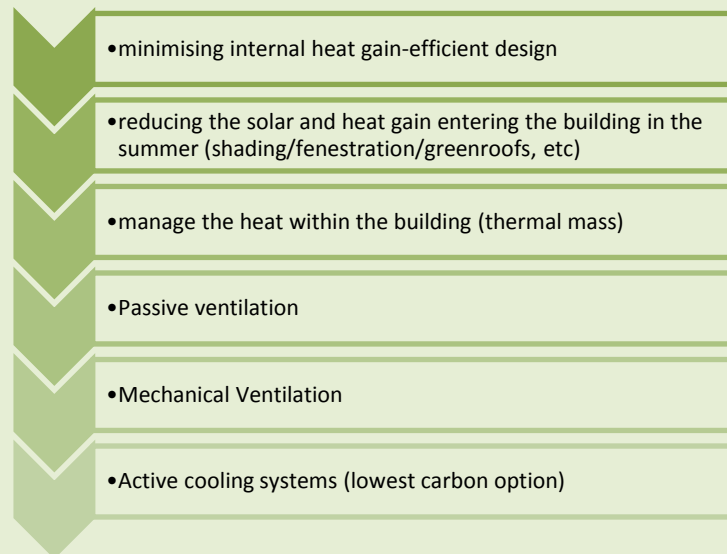 •minimising internal heat gain-efficient design
•reducing the solar and heat gain entering the building in the
summer (shading/fenestration/greenroofs, etc)
•manage the heat within the building (thermal mass)
•Passive ventilation
•Mechanical Ventilation
•Active cooling systems (lowest carbon option)